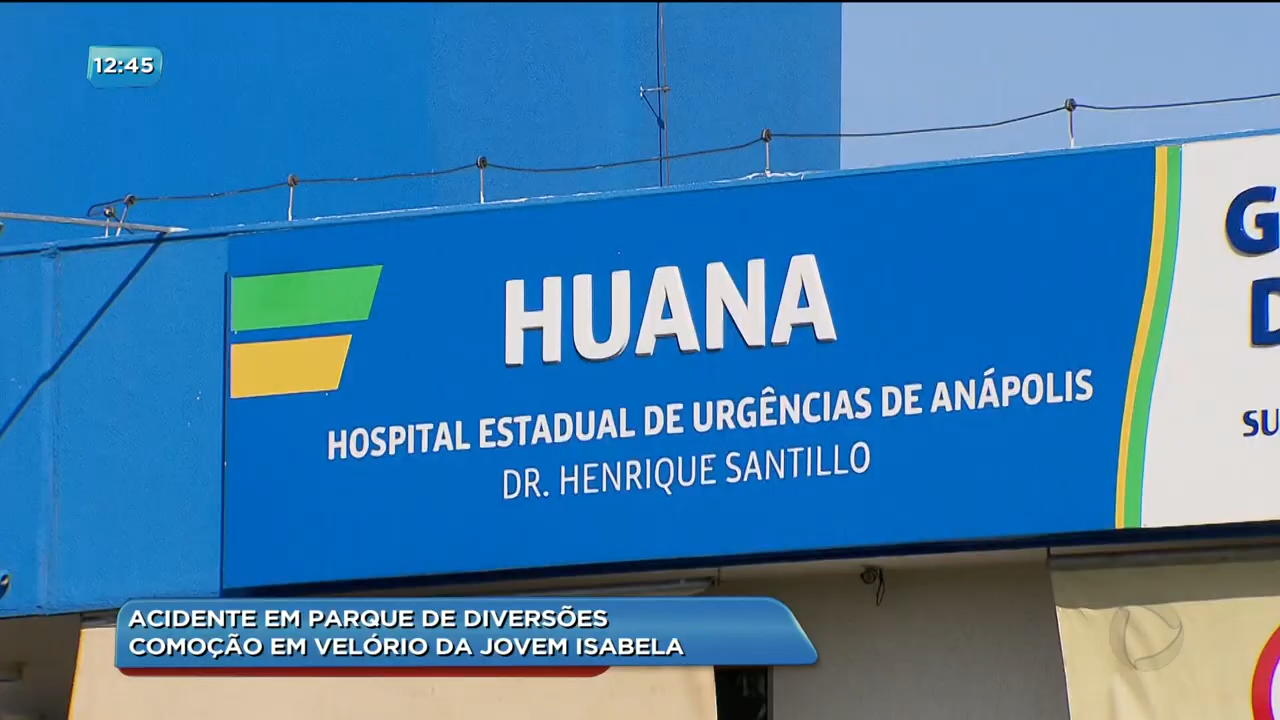 12:45
HUANA
HOSPITAL ESTADUAL DE URGÊNCIAS DE ANÁPOLIS
DR. HENRIQUE SANTILLO
ACIDENTE EM PARQUE DE DIVERSÕES
COMOÇÃO EM VELÓRIO DA JOVEM ISABELA